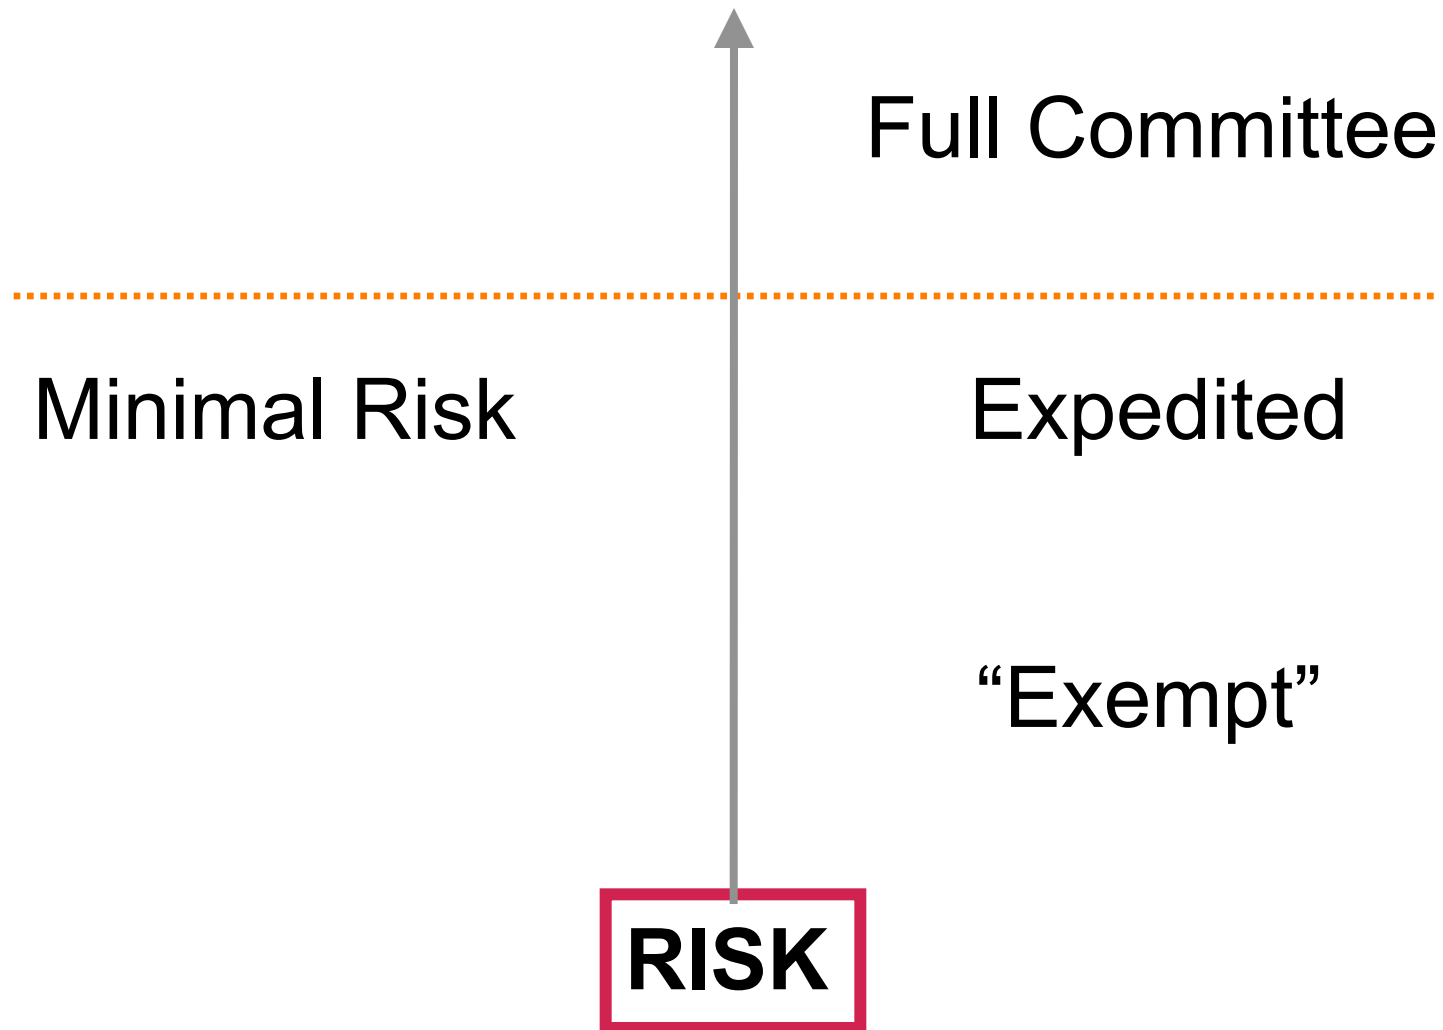 Full Committee
Minimal Risk
Expedited
“Exempt”
RISK